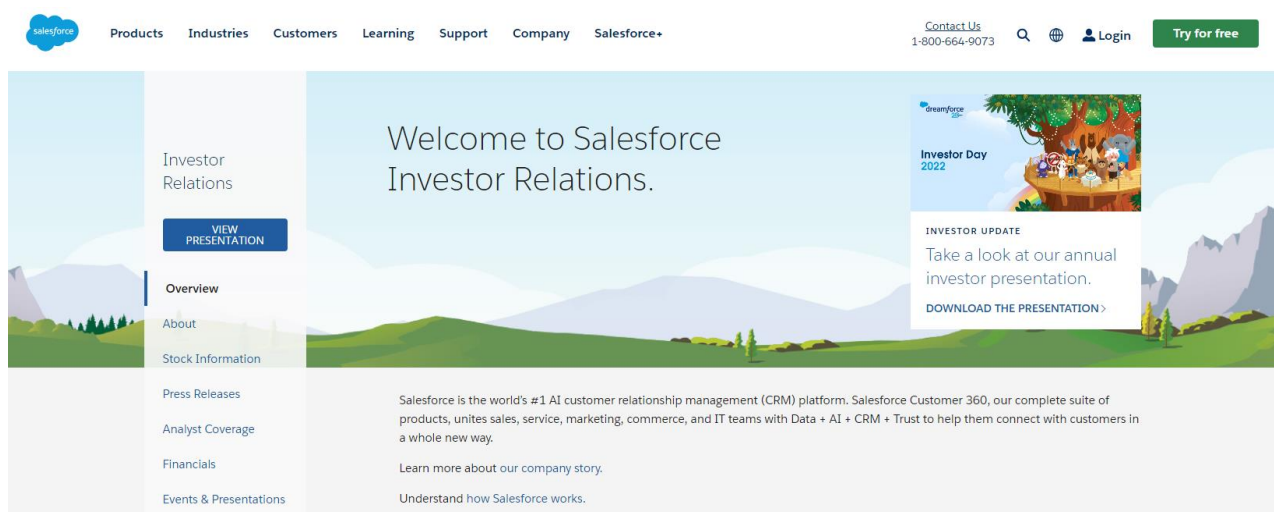 salesforce
Products Industries Customers Learning Support Company Salesforce+
Contact Us
1-800-664-9073
Login
Try for free
Investor
Relations
VIEW
PRESENTATION
Overview
About
Stock Information
Press Releases
Analyst Coverage
Financials
Events & Presentations
Welcome to Salesforce
Investor Relations.
dreamforce
Investor Day
2022
INVESTOR UPDATE
Take a look at our annual
investor presentation.
DOWNLOAD THE PRESENTATION >
Salesforce is the world's #1 AI customer relationship management (CRM) platform. Salesforce Customer 360, our complete suite of
products, unites sales, service, marketing, commerce, and IT teams with Data + AI + CRM + Trust to help them connect with customers in
a whole new way.
Learn more about our company story.
Understand how Salesforce works.